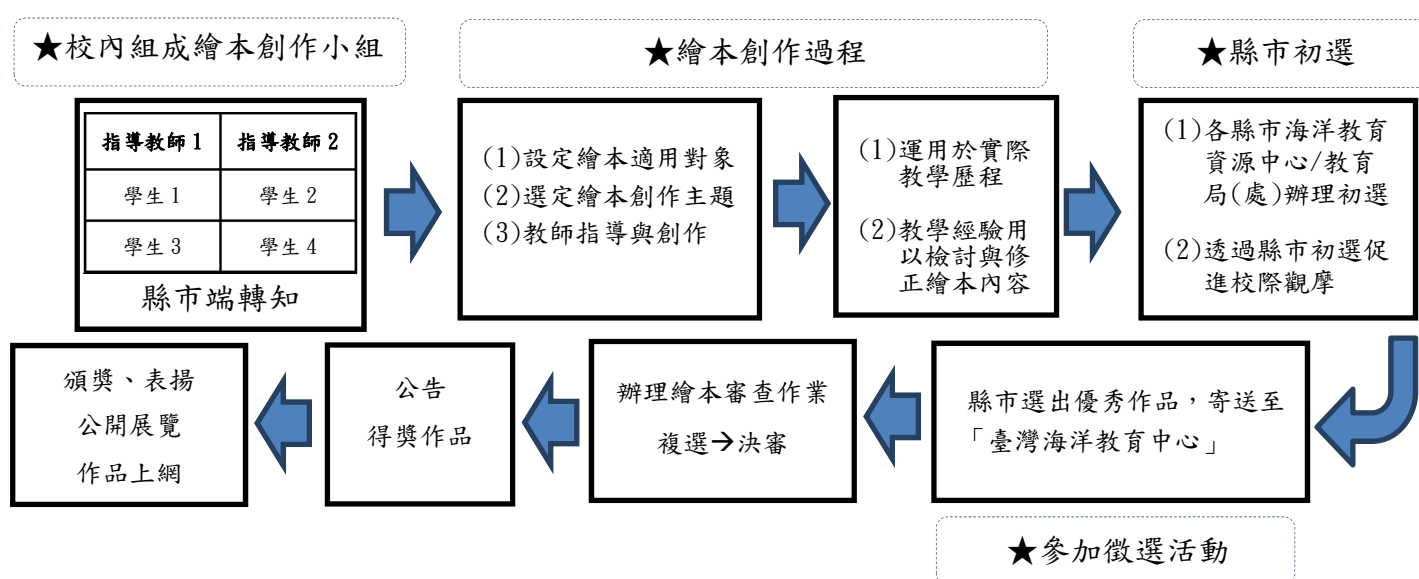 ★校內組成繪本創作小組
★繪本創作過程
★縣市初選
指導教師1 指導教師2
學生1 學生2
學生3 學生4
縣市端轉知
(1)設定繪本適用對象
(2)選定繪本創作主題
(3)教師指導與創作
(1)運用於實際
教學歷程
(2)教學經驗用
以檢討與修
正繪本內容
(1)各縣市海洋教育
資源中心/教育
局(處)辦理初選
(2)透過縣市初選促
進校際觀摩
縣市選出優秀作品，寄送至
「臺灣海洋教育中心」
辦理繪本審查作業
複選→決審
公告
得獎作品
頒獎、表揚
公開展覽
作品上網
★參加徵選活動